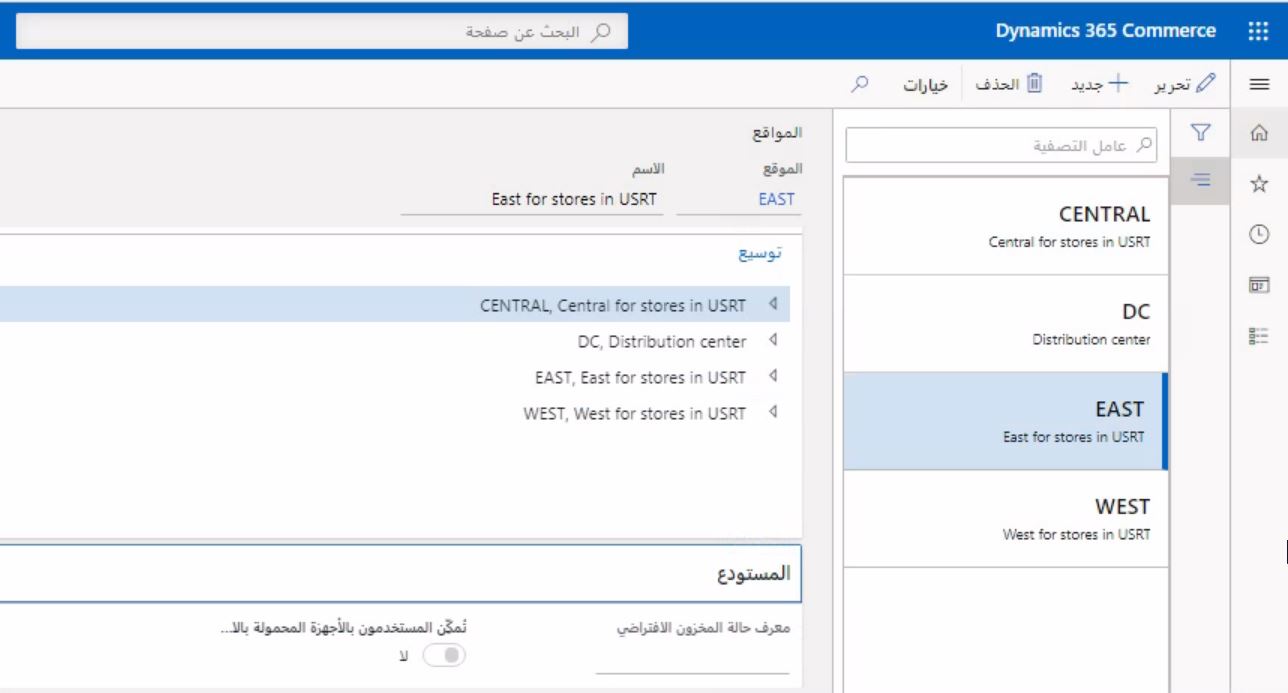 Dynamics 365 Commerce
البحث عن صفحة
تحرير
جديد
الحذف
خيارات
عامل التصفية
CENTRAL
Central for stores in USRT
DC
Distribution center
EAST
East for stores in USRT
WEST
West for stores in USRT
المواقع
الموقع
الاسم
EAST
East for stores in USRT
توسيع
CENTRAL, Central for stores in USRT
DC, Distribution center
EAST, East for stores in USRT
WEST, West for stores in USRT
المستودع
معرف حالة المخزون الافتراضي
تُمكّن المستخدمون بالأجهزة المحمولة بالا...
لا